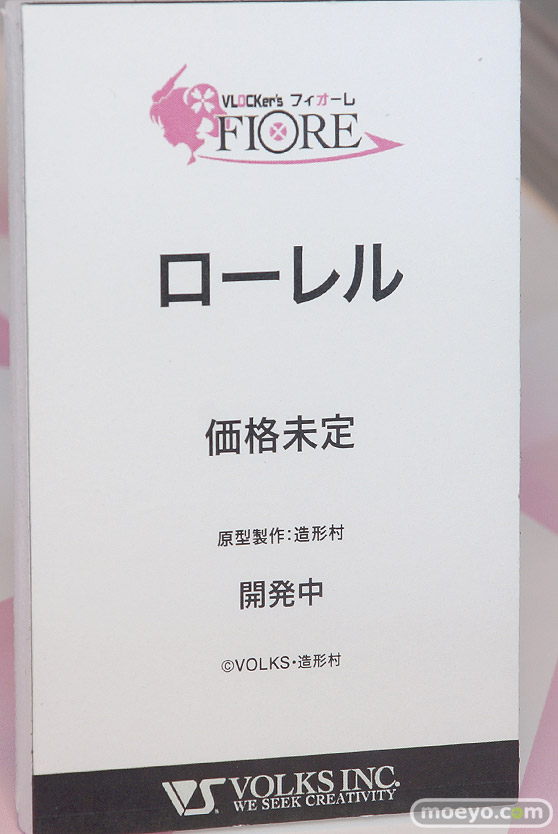 VLOCKer's フィオーレ
FIORE
ローレル
価格未定
原型製作:造形村
開発中
©VOLKS・造形村
VS VOLKS INC.
WE SEEK CREATIVITY
moeyo.com